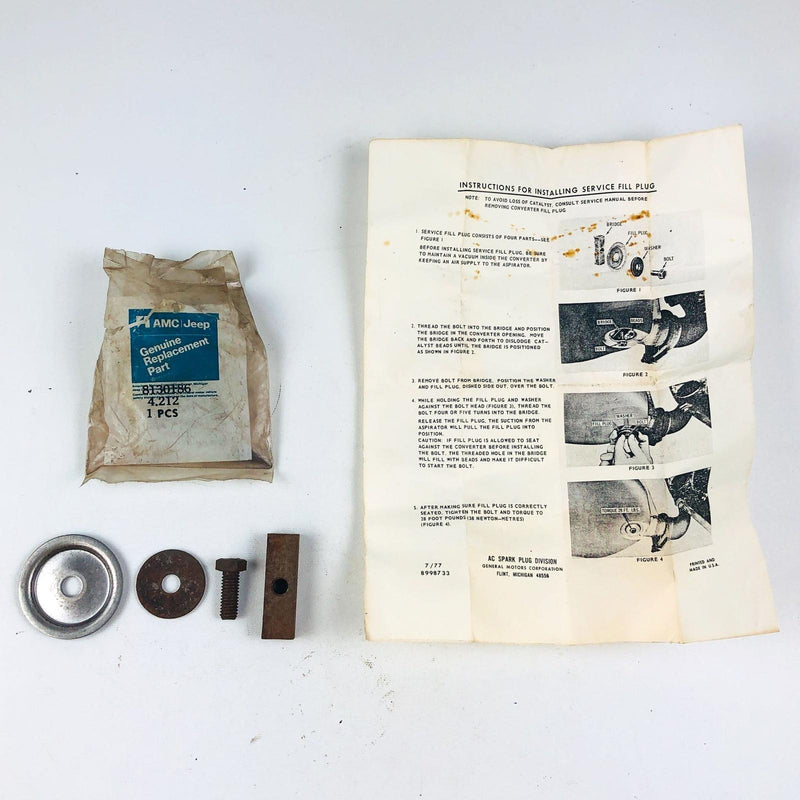 AMC Jeep
Genuine
Replacement
Part
8130186
4.212
1 PCS
INSTRUCTIONS FOR INSTALLING SERVICE FILL PLUG
NOTE: TO AVOID LOSS OF CATALYST, CONSULT SERVICE MANUAL BEFORE
REMOVING CONVERTER FILL PLUG
1. SERVICE FILL PLUG CONSISTS OF FOUR PARTS—SEE
FIGURE 1
BEFORE INSTALLING SERVICE FILL PLUG, BE SURE
TO MAINTAIN A VACUUM INSIDE THE CONVERTER BY
KEEPING AN AIR SUPPLY TO THE ASPIRATOR.
BRIDGE
FILL PLUG
WASHER
BOLT
FIGURE 1
2. THREAD THE BOLT INTO THE BRIDGE AND POSITION
THE BRIDGE IN THE CONVERTER OPENING. MOVE
THE BRIDGE BACK AND FORTH TO DISLODGE CAT-
ALYST BEADS UNTIL THE BRIDGE IS POSITIONED
AS SHOWN IN FIGURE 2.
BRIDGE BEADS
BOLT
FIGURE 2
3. REMOVE BOLT FROM BRIDGE. POSITION THE WASHER
AND FILL PLUG, DISHED SIDE OUT, OVER THE BOLT.
4. WHILE HOLDING THE FILL PLUG AND WASHER
AGAINST THE BOLT HEAD (FIGURE 3), THREAD THE
BOLT FOUR OR FIVE TURNS INTO THE BRIDGE.
RELEASE THE FILL PLUG, THE SUCTION FROM THE
ASPIRATOR WILL PULL THE FILL PLUG INTO
POSITION.
CAUTION: IF FILL PLUG IS ALLOWED TO SEAT
AGAINST THE CONVERTER BEFORE INSTALLING
THE BOLT, THE THREADED HOLE IN THE BRIDGE
WILL FILL WITH BEADS AND MAKE IT DIFFICULT
TO START THE BOLT.
WASHER
FILL PLUG BOLT
FIGURE 3
5. AFTER MAKING SURE FILL PLUG IS CORRECTLY
SEATED, TIGHTEN THE BOLT AND TORQUE TO
28 FOOT POUNDS (38 NEWTON-METRES)
(FIGURE 4).
TORQUE 28 FT. LBS.
FIGURE 4
7/77
8998733
AC SPARK PLUG DIVISION
GENERAL MOTORS CORPORATION
FLINT, MICHIGAN 48556
PRINTED AND
MADE IN U.S.A.